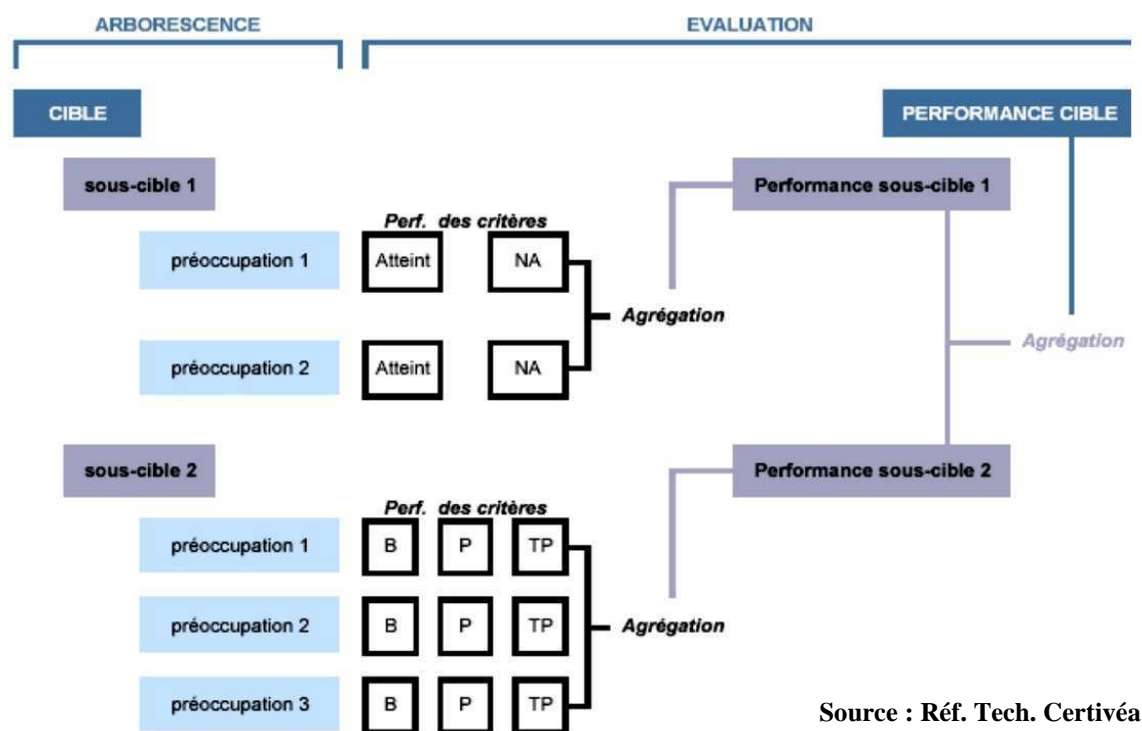 ARBORESCENCE EVALUATION
CIBLE PERFORMANCE CIBLE
sous-cible 1 Performance sous-cible 1
Perf. des critères
préoccupation 1 Atteint NA
Agrégation
Agrégation
préoccupation 2 Atteint NA
sous-cible 2 Performance sous-cible 2
Perf. des critères
préoccupation 1 B P TP
préoccupation 2 B P TP Agrégation
préoccupation 3 B P TP
Source : Réf. Tech. Certivéa